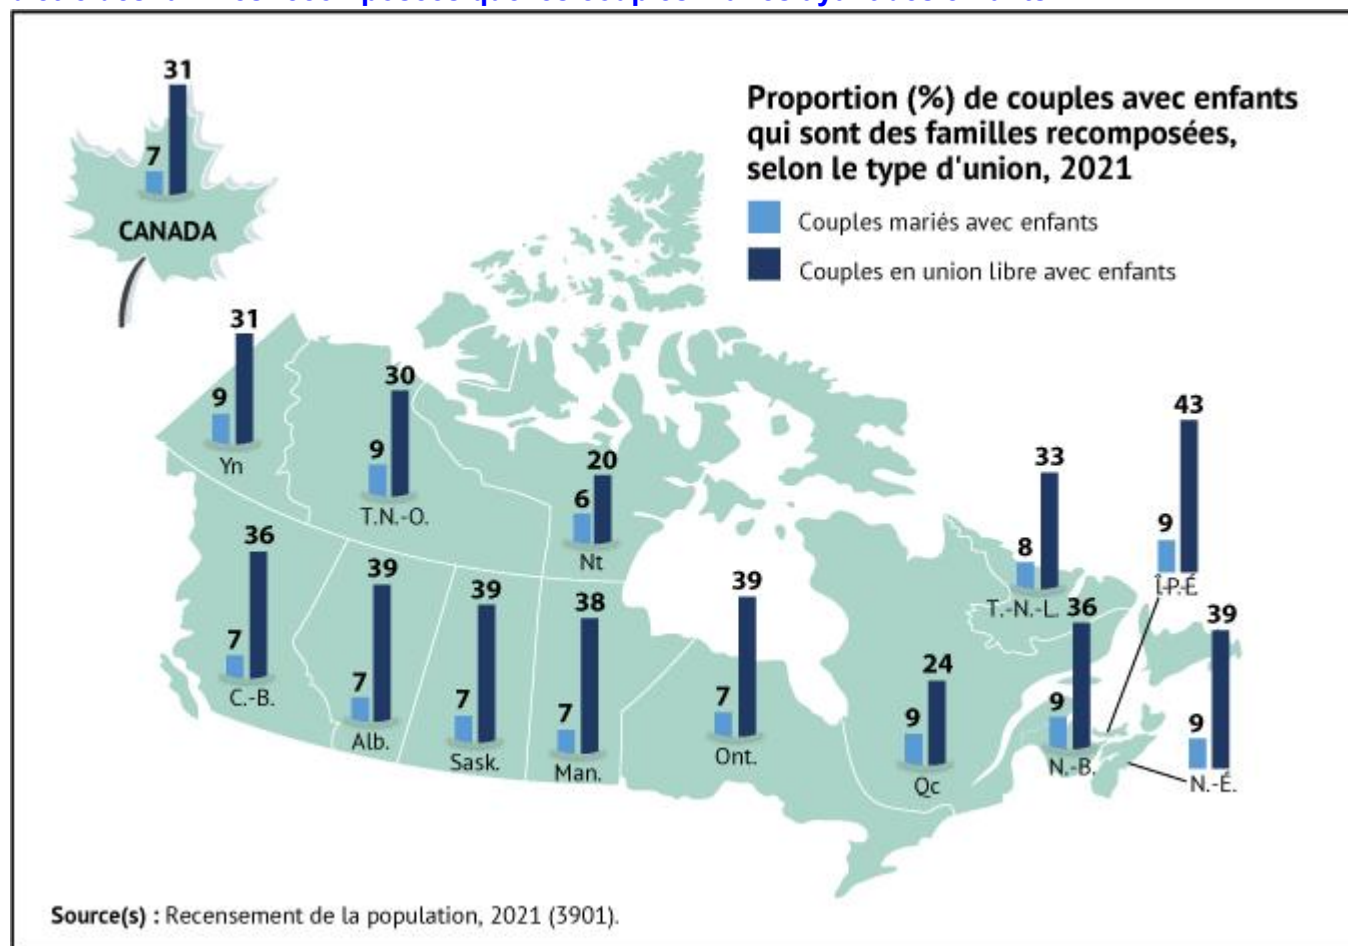 31
7
CANADA
Proportion (%) de couples avec enfants
qui sont des familles recomposées,
selon le type d'union, 2021
Couples mariés avec enfants
Couples en union libre avec enfants
31
9
Yn
30
9
T.N.-O.
20
6
Nt
36
7
C.-B.
39
7
Alb.
39
7
Sask.
38
7
Man.
39
7
Ont.
24
9
Qc
33
8
T.-N.-L.
36
9
N.-B.
43
9
Î.-P.-É
39
9
N.-É.
Source(s) : Recensement de la population, 2021 (3901).